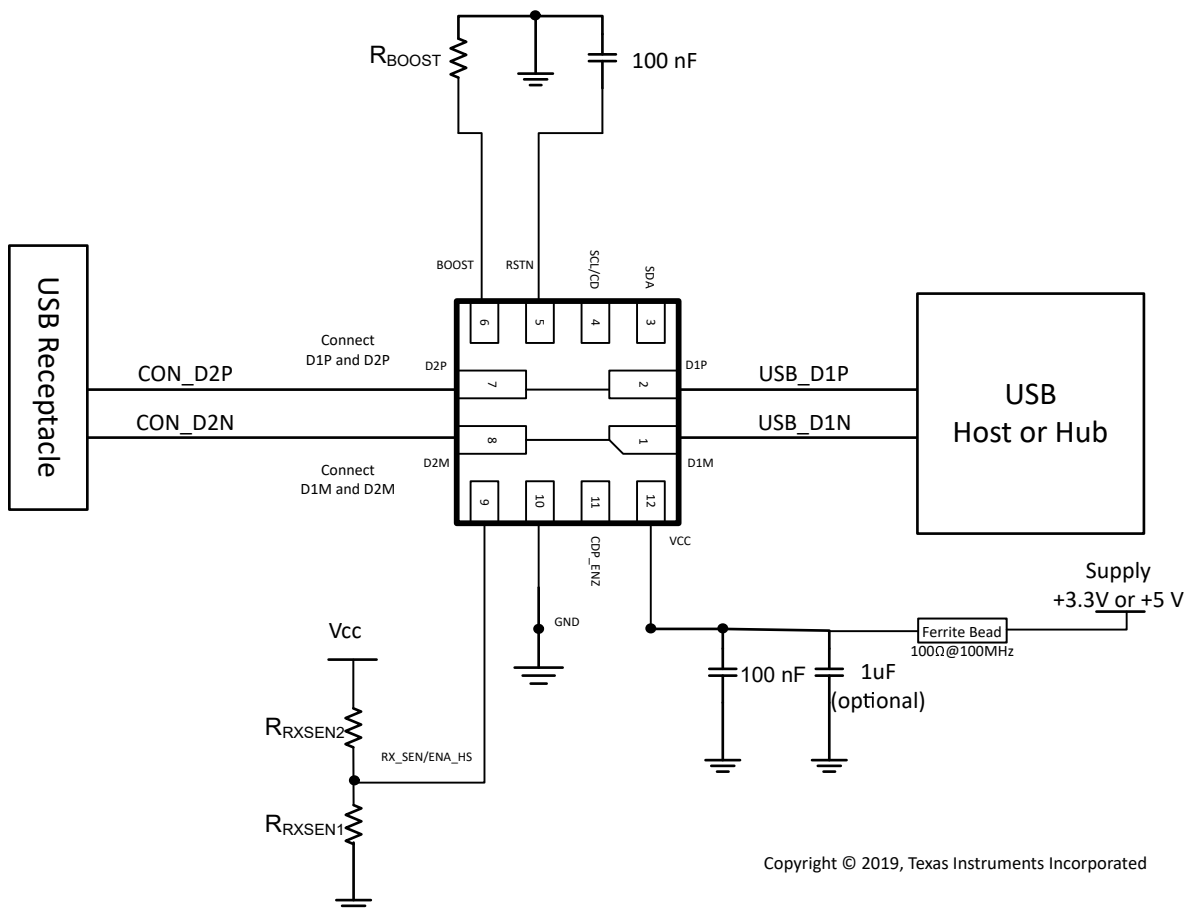 R_BOOST
100 nF
BOOST
RSTN
SCL/CD
SDA
6
5
4
3
USB Receptacle
Connect
D1P and D2P
CON_D2P
D2P
7
2
D1P
USB_D1P
USB
Host or Hub
CON_D2N
8
1
USB_D1N
D2M
D1M
Connect
D1M and D2M
9
10
11
12
CDP_ENZ
VCC
GND
Supply
+3.3V or +5 V
Ferrite Bead
100Ω@100MHz
100 nF
1uF
(optional)
Vcc
R_RXSEN2
RX_SEN/ENA_HS
R_RXSEN1
Copyright © 2019, Texas Instruments Incorporated